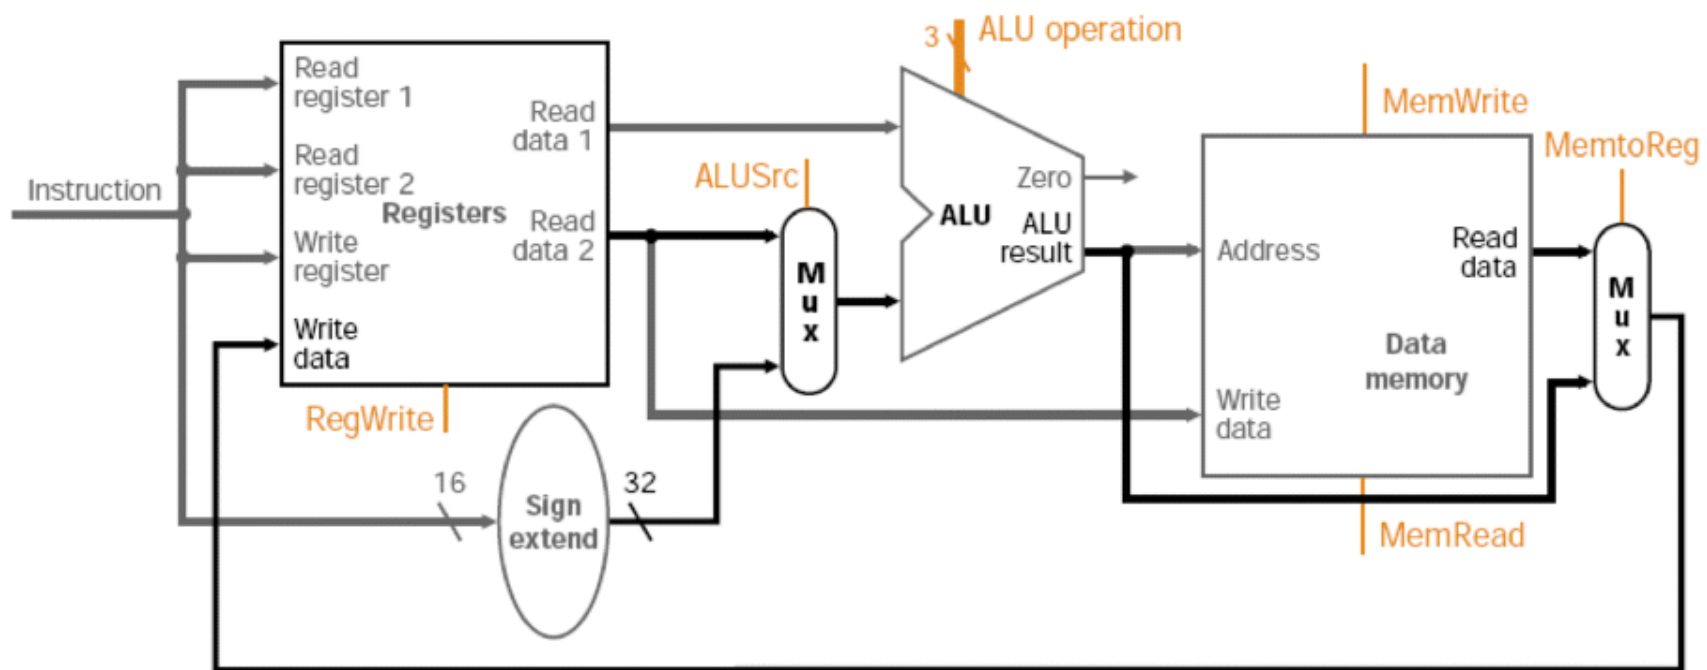 3
ALU operation
Read
register 1
Read
data 1
MemWrite
MemtoReg
Read
register 2
Instruction
Registers
ALUSrc
Zero
ALU
ALU
result
Read
data 2
Write
register
M
u
x
Address
Read
data
M
u
x
Write
data
Data
memory
Write
data
RegWrite
16
32
Sign
extend
MemRead